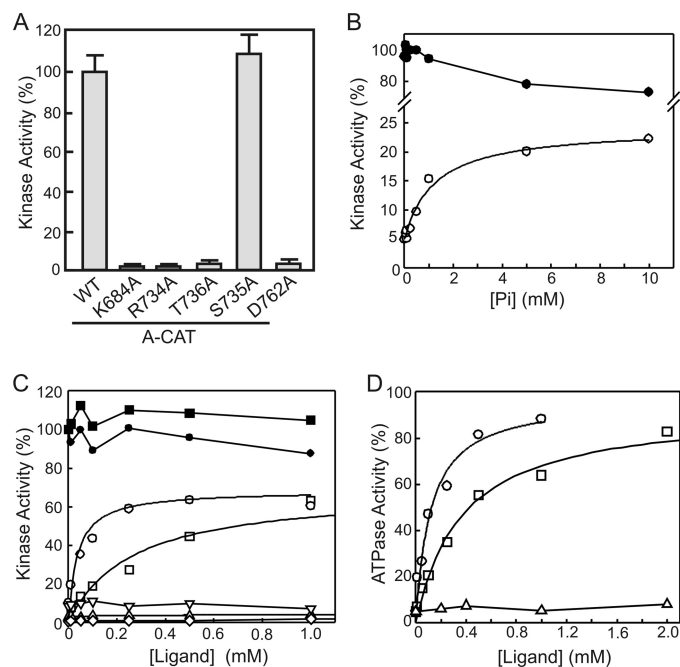 A
Kinase Activity (%)
120
100
80
60
40
20
0
WT
K684A
R734A
T736A
S735A
D762A
A-CAT
B
Kinase Activity (%)
100
80
25
20
15
10
5
0
0 2 4 6 8 10
[Pi] (mM)
C
Kinase Activity (%)
120
100
80
60
40
20
0
0 0.2 0.4 0.6 0.8 1.0
[Ligand] (mM)
D
ATPase Activity (%)
100
80
60
40
20
0
0.0 0.4 0.8 1.2 1.6 2.0
[Ligand] mM